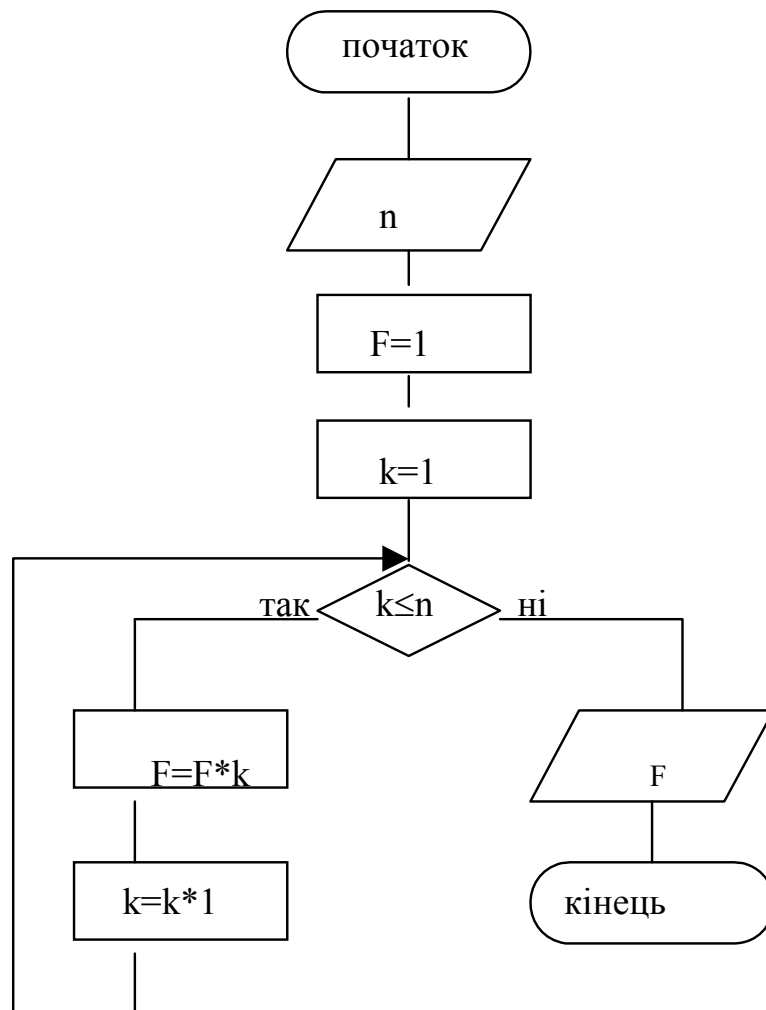 початок
n
F=1
k=1
так
k≤n
ні
F=F*k
F
k=k*1
кінець